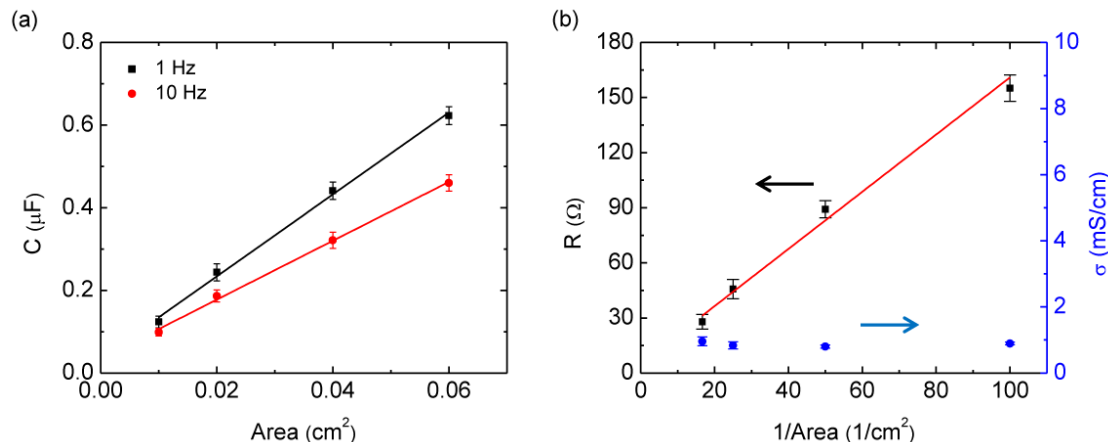 (a)
0.8
0.6
0.4
0.2
0.0
C (μF)
1 Hz
10 Hz
0.00 0.02 0.04 0.06
Area (cm²)
(b)
180
150
120
90
60
30
0
R (Ω)
10
8
6
4
2
0
σ (mS/cm)
0 20 40 60 80 100
1/Area (1/cm²)